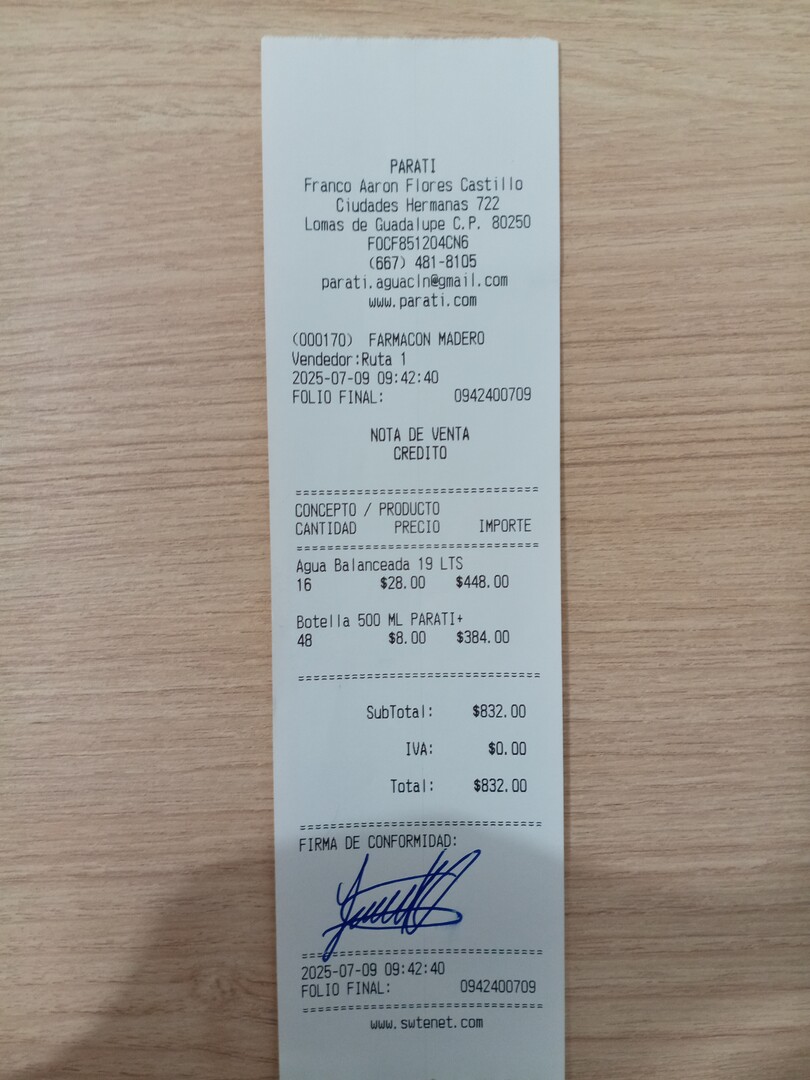 PARATI
Franco Aaron Flores Castillo
Ciudades Hermanas 722
Lomas de Guadalupe C.P. 80250
FOCF851204CN6
(667) 481-8105
parati.aguacln@gmail.com
www.parati.com
(000170) FARMACON MADERO
Vendedor:Ruta 1
2025-07-09 09:42:40
FOLIO FINAL: 0942400709
NOTA DE VENTA
CREDITO
================================
CONCEPTO / PRODUCTO
CANTIDAD PRECIO IMPORTE
================================
Agua Balanceada 19 LTS
16 $28.00 $448.00
Botella 500 ML PARATI+
48 $8.00 $384.00
================================
SubTotal: $832.00
IVA: $0.00
Total: $832.00
================================
FIRMA DE CONFORMIDAD:
================================
2025-07-09 09:42:40
FOLIO FINAL: 0942400709
================================
www.swtenet.com